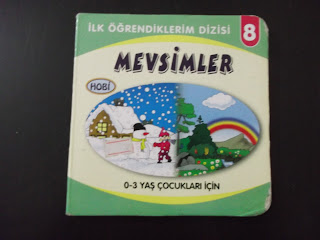 İLK ÖĞRENDİKLERİM DİZİSİ 8
MEVSİMLER
HOBİ
0-3 YAŞ ÇOCUKLARI İÇİN